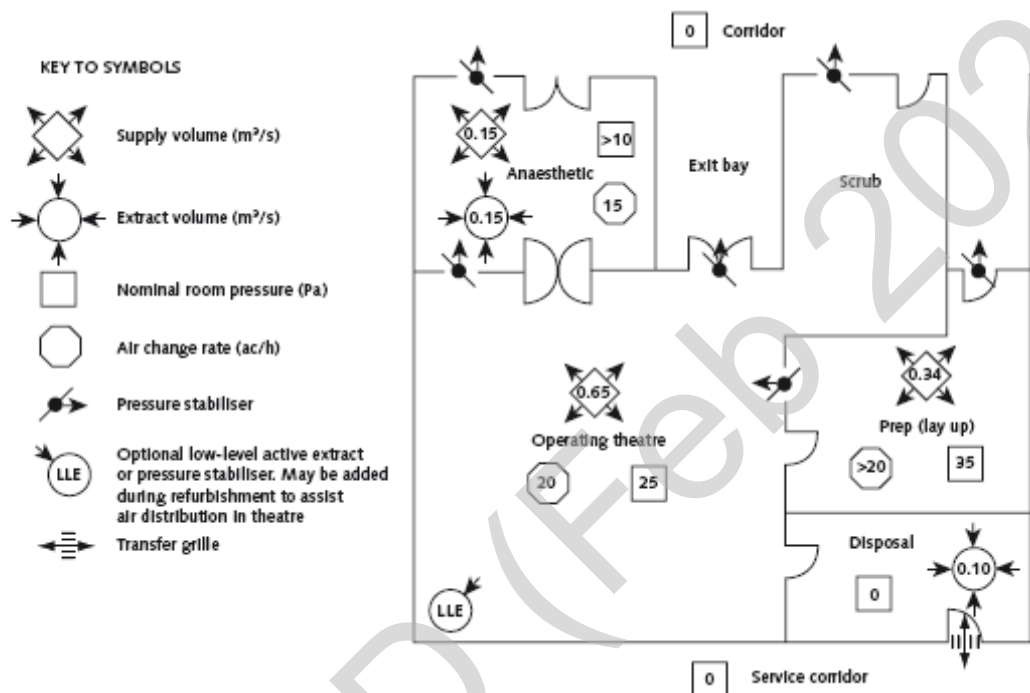 KEY TO SYMBOLS
Supply volume (m³/s)
Extract volume (m³/s)
Nominal room pressure (Pa)
Air change rate (ac/h)
Pressure stabiliser
LLE
Optional low-level active extract
or pressure stabiliser. May be added
during refurbishment to assist
air distribution in theatre
Transfer grille
0 Corridor
0.15
>10
Anaesthetic
15
0.15
Exit bay
Scrub
0.65
Operating theatre
20
25
LLE
0.34
Prep (lay up)
>20
35
Disposal
0.10
0
0 Service corridor
D (Feb 202